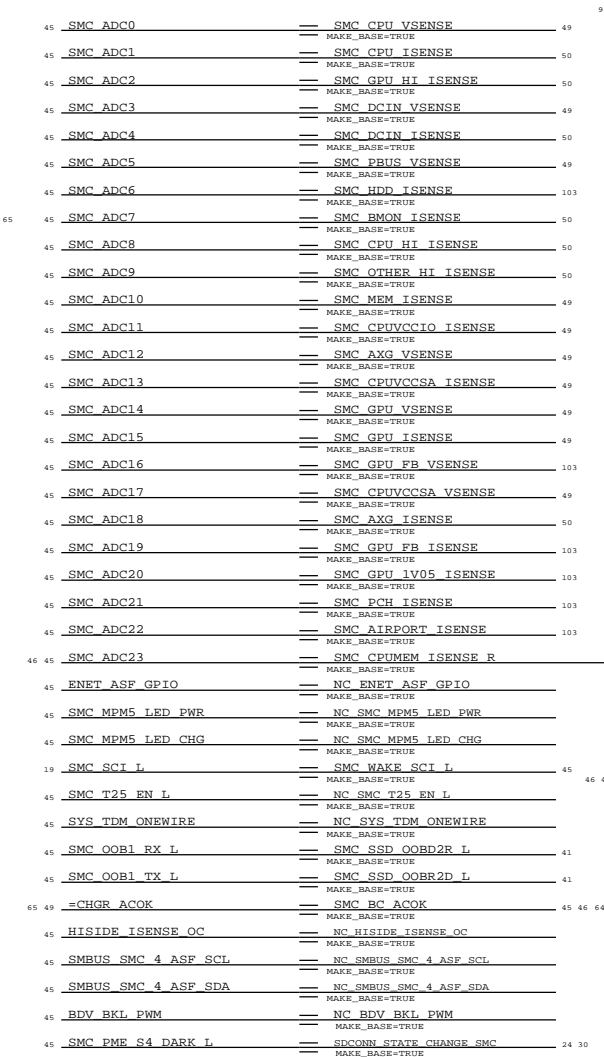 9
45 SMC_ADC0 SMC_CPU_VSENSE 49
MAKE_BASE=TRUE
45 SMC_ADC1 SMC_CPU_ISENSE 50
MAKE_BASE=TRUE
45 SMC_ADC2 SMC_GPU_HI_ISENSE 50
MAKE_BASE=TRUE
45 SMC_ADC3 SMC_DCIN_VSENSE 49
MAKE_BASE=TRUE
45 SMC_ADC4 SMC_DCIN_ISENSE 50
MAKE_BASE=TRUE
45 SMC_ADC5 SMC_PBUS_VSENSE 49
MAKE_BASE=TRUE
45 SMC_ADC6 SMC_HDD_ISENSE 103
MAKE_BASE=TRUE
65 45 SMC_ADC7 SMC_BMON_ISENSE 50
MAKE_BASE=TRUE
45 SMC_ADC8 SMC_CPU_HI_ISENSE 50
MAKE_BASE=TRUE
45 SMC_ADC9 SMC_OTHER_HI_ISENSE 50
MAKE_BASE=TRUE
45 SMC_ADC10 SMC_MEM_ISENSE 49
MAKE_BASE=TRUE
45 SMC_ADC11 SMC_CPUVCCIO_ISENSE 49
MAKE_BASE=TRUE
45 SMC_ADC12 SMC_AXG_VSENSE 49
MAKE_BASE=TRUE
45 SMC_ADC13 SMC_CPUVCCSA_ISENSE 49
MAKE_BASE=TRUE
45 SMC_ADC14 SMC_GPU_VSENSE 49
MAKE_BASE=TRUE
45 SMC_ADC15 SMC_GPU_ISENSE 49
MAKE_BASE=TRUE
45 SMC_ADC16 SMC_GPU_FB_VSENSE 103
MAKE_BASE=TRUE
45 SMC_ADC17 SMC_CPUVCCSA_VSENSE 49
MAKE_BASE=TRUE
45 SMC_ADC18 SMC_AXG_ISENSE 50
MAKE_BASE=TRUE
45 SMC_ADC19 SMC_GPU_FB_ISENSE 103
MAKE_BASE=TRUE
45 SMC_ADC20 SMC_GPU_1V05_ISENSE 103
MAKE_BASE=TRUE
45 SMC_ADC21 SMC_PCH_ISENSE 103
MAKE_BASE=TRUE
45 SMC_ADC22 SMC_AIRPORT_ISENSE 103
MAKE_BASE=TRUE
46 45 SMC_ADC23 SMC_CPUMEM_ISENSE_R
MAKE_BASE=TRUE
45 ENET_ASF_GPIO NC_ENET_ASF_GPIO
MAKE_BASE=TRUE
45 SMC_MPM5_LED_PWR NC_SMC_MPM5_LED_PWR
MAKE_BASE=TRUE
45 SMC_MPM5_LED_CHG NC_SMC_MPM5_LED_CHG
MAKE_BASE=TRUE
19 SMC_SCI_L SMC_WAKE_SCI_L 45
MAKE_BASE=TRUE 46 4
45 SMC_T25_EN_L NC_SMC_T25_EN_L
MAKE_BASE=TRUE
45 SYS_TDM_ONEWIRE NC_SYS_TDM_ONEWIRE
MAKE_BASE=TRUE
45 SMC_OOB1_RX_L SMC_SSD_OOBD2R_L 41
MAKE_BASE=TRUE
45 SMC_OOB1_TX_L SMC_SSD_OOBR2D_L 41
MAKE_BASE=TRUE
65 49 =CHGR_ACOK SMC_BC_ACOK 45 46 64
MAKE_BASE=TRUE
45 HISIDE_ISENSE_OC NC_HISIDE_ISENSE_OC
MAKE_BASE=TRUE
45 SMBUS_SMC_4_ASF_SCL NC_SMBUS_SMC_4_ASF_SCL
MAKE_BASE=TRUE
45 SMBUS_SMC_4_ASF_SDA NC_SMBUS_SMC_4_ASF_SDA
MAKE_BASE=TRUE
45 BDV_BKL_PWM NC_BDV_BKL_PWM
MAKE_BASE=TRUE
45 SMC_PME_S4_DARK_L SDCONN_STATE_CHANGE_SMC 24 30
MAKE_BASE=TRUE